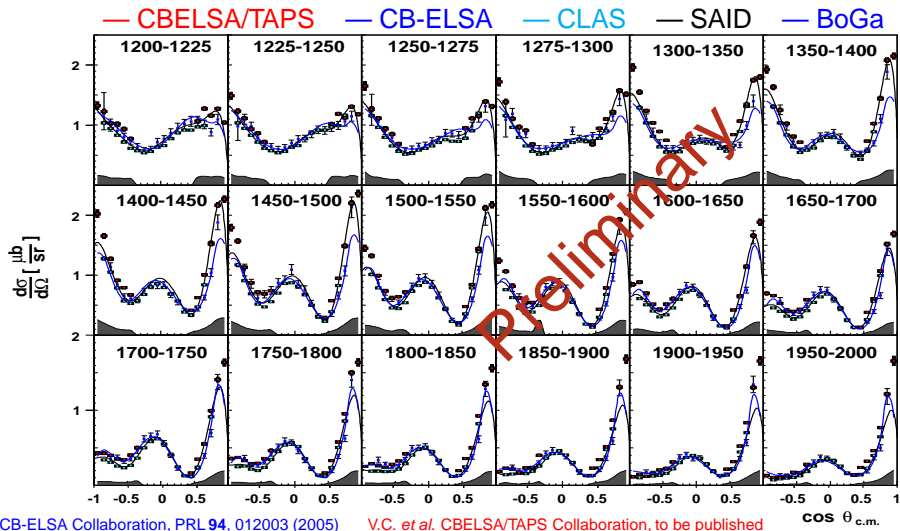 — CBELSA/TAPS — CB-ELSA — CLAS — SAID — BoGa
1200-1225 1225-1250 1250-1275 1275-1300 1300-1350 1350-1400
2
1
1400-1450 1450-1500 1500-1550 1550-1600 1600-1650 1650-1700
2
1
dσ/dΩ [μb/sr]
2
1700-1750 1750-1800 1800-1850 1850-1900 1900-1950 1950-2000
1
Preliminary
-1 -0.5 0 0.5 -0.5 0 0.5 -0.5 0 0.5 -0.5 0 0.5 -0.5 0 0.5 -0.5 0 0.5 1
cos θ c.m.
CB-ELSA Collaboration, PRL 94, 012003 (2005) V.C. et al. CBELSA/TAPS Collaboration, to be published